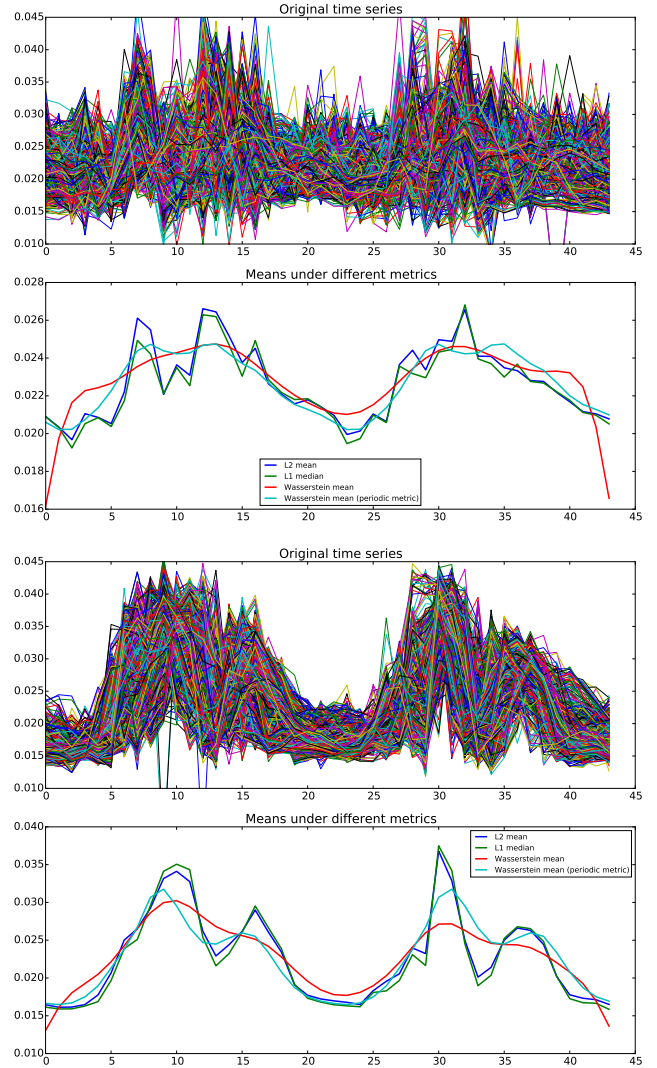 Original time series
0.045
0.040
0.035
0.030
0.025
0.020
0.015
0.010
0 5 10 15 20 25 30 35 40 45
Means under different metrics
0.028
0.026
0.024
0.022
0.020
0.018
0.016
L2 mean
L1 median
Wasserstein mean
Wasserstein mean (periodic metric)
0 5 10 15 20 25 30 35 40 45
Original time series
0.045
0.040
0.035
0.030
0.025
0.020
0.015
0.010
0 5 10 15 20 25 30 35 40 45
Means under different metrics
0.040
0.035
0.030
0.025
0.020
0.015
0.010
L2 mean
L1 median
Wasserstein mean
Wasserstein mean (periodic metric)
0 5 10 15 20 25 30 35 40 45